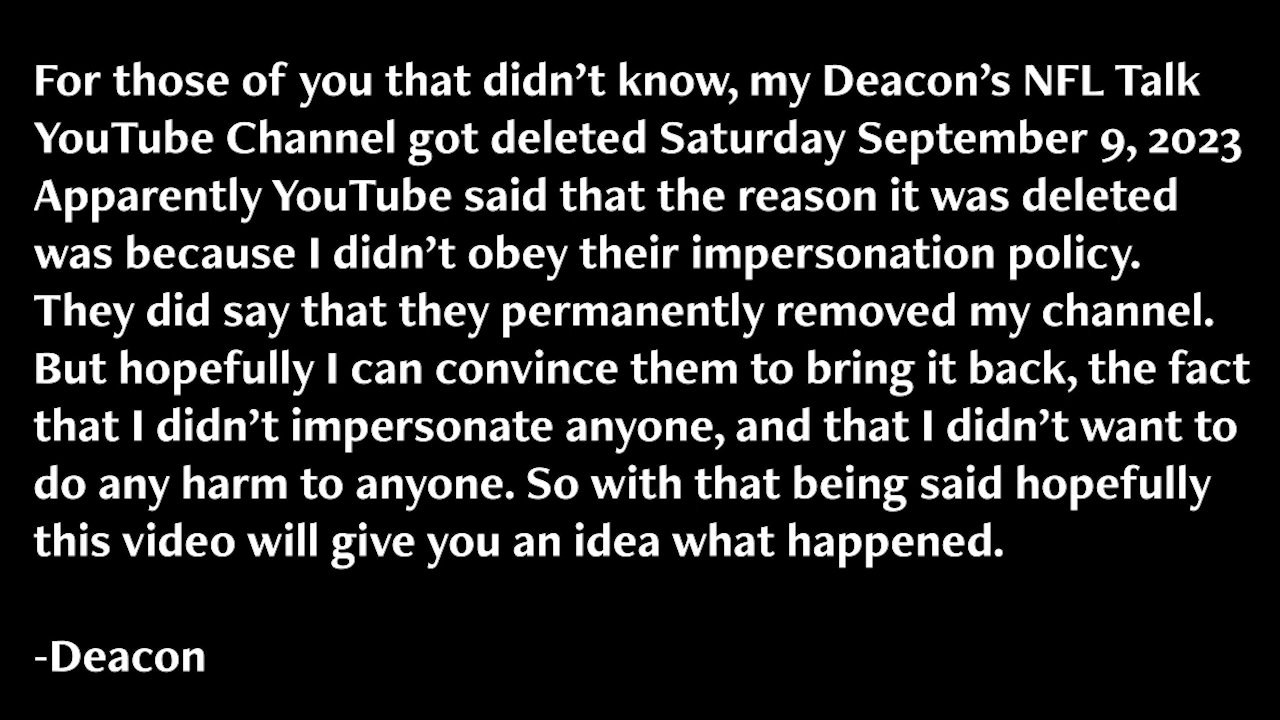 For those of you that didn’t know, my Deacon’s NFL Talk
YouTube Channel got deleted Saturday September 9, 2023
Apparently YouTube said that the reason it was deleted
was because I didn’t obey their impersonation policy.
They did say that they permanently removed my channel.
But hopefully I can convince them to bring it back, the fact
that I didn’t impersonate anyone, and that I didn’t want to
do any harm to anyone. So with that being said hopefully
this video will give you an idea what happened.
-Deacon